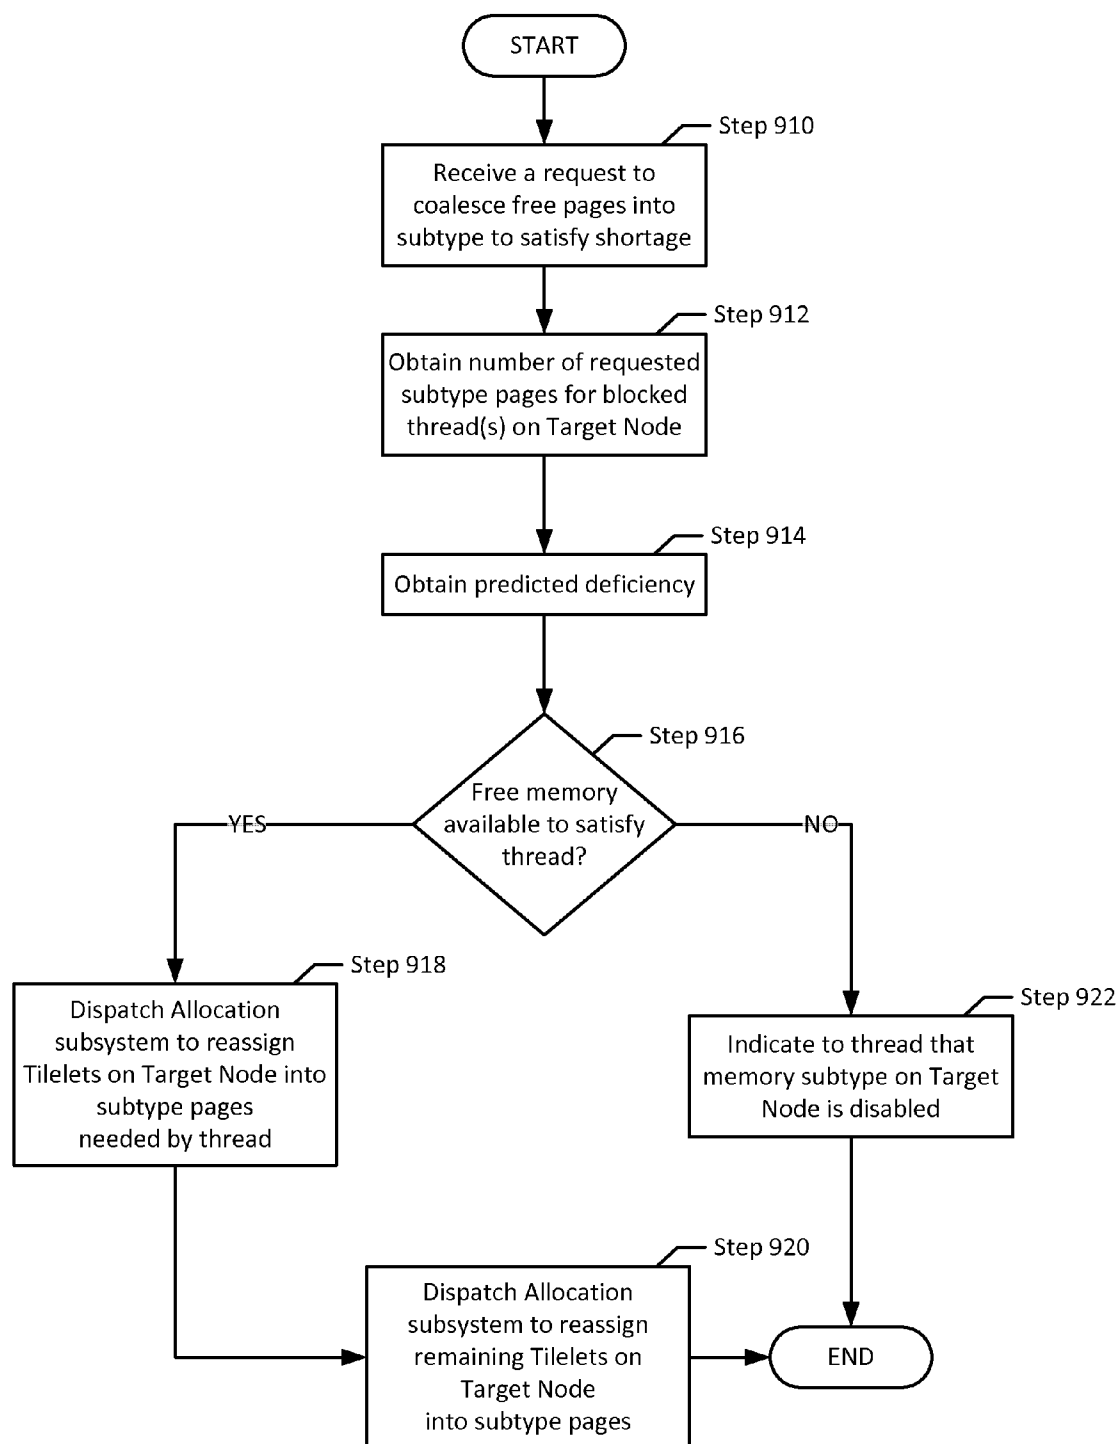 START
Step 910
Receive a request to
coalesce free pages into
subtype to satisfy shortage
Step 912
Obtain number of requested
subtype pages for blocked
thread(s) on Target Node
Step 914
Obtain predicted deficiency
Step 916
Free memory
available to satisfy
thread?
YES
NO
Step 918
Dispatch Allocation
subsystem to reassign
Tilelets on Target Node into
subtype pages
needed by thread
Step 922
Indicate to thread that
memory subtype on Target
Node is disabled
Step 920
Dispatch Allocation
subsystem to reassign
remaining Tilelets on
Target Node
into subtype pages
END